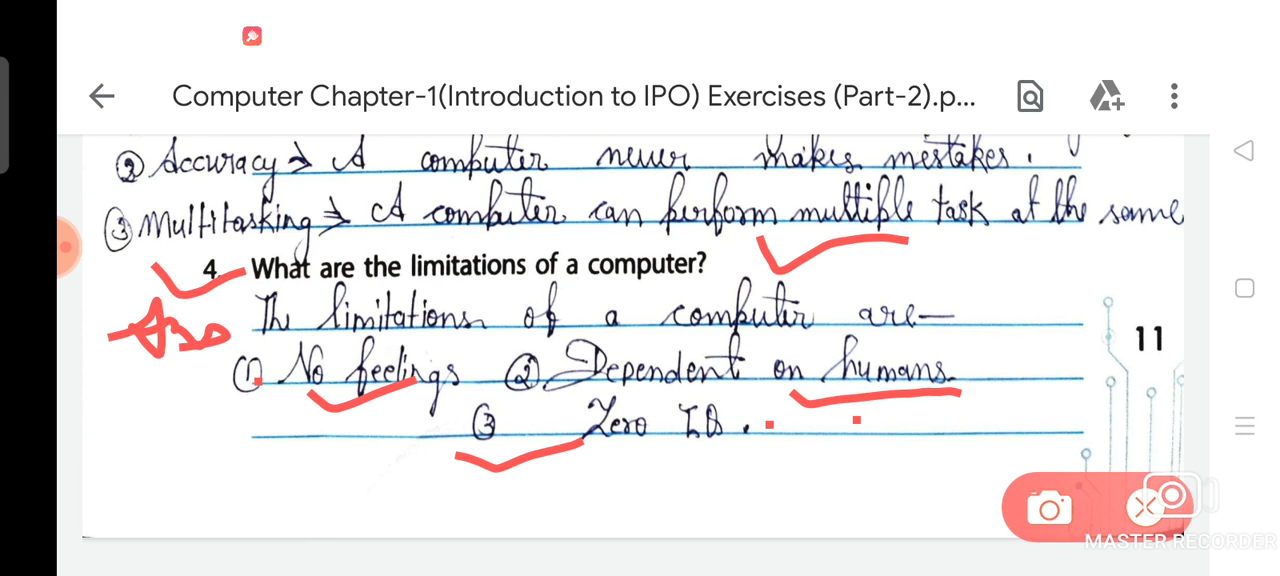 Computer Chapter-1(Introduction to IPO) Exercises (Part-2).p...
② Accuracy → A computer never makes mestakes.
③ Multitasking → A computer can perform multiple task at the same
4. What are the limitations of a computer?
The limitations of a computer are—
① No feelings ② Dependent on humans.
③ Zero IQ.
11
MASTER RECORDER